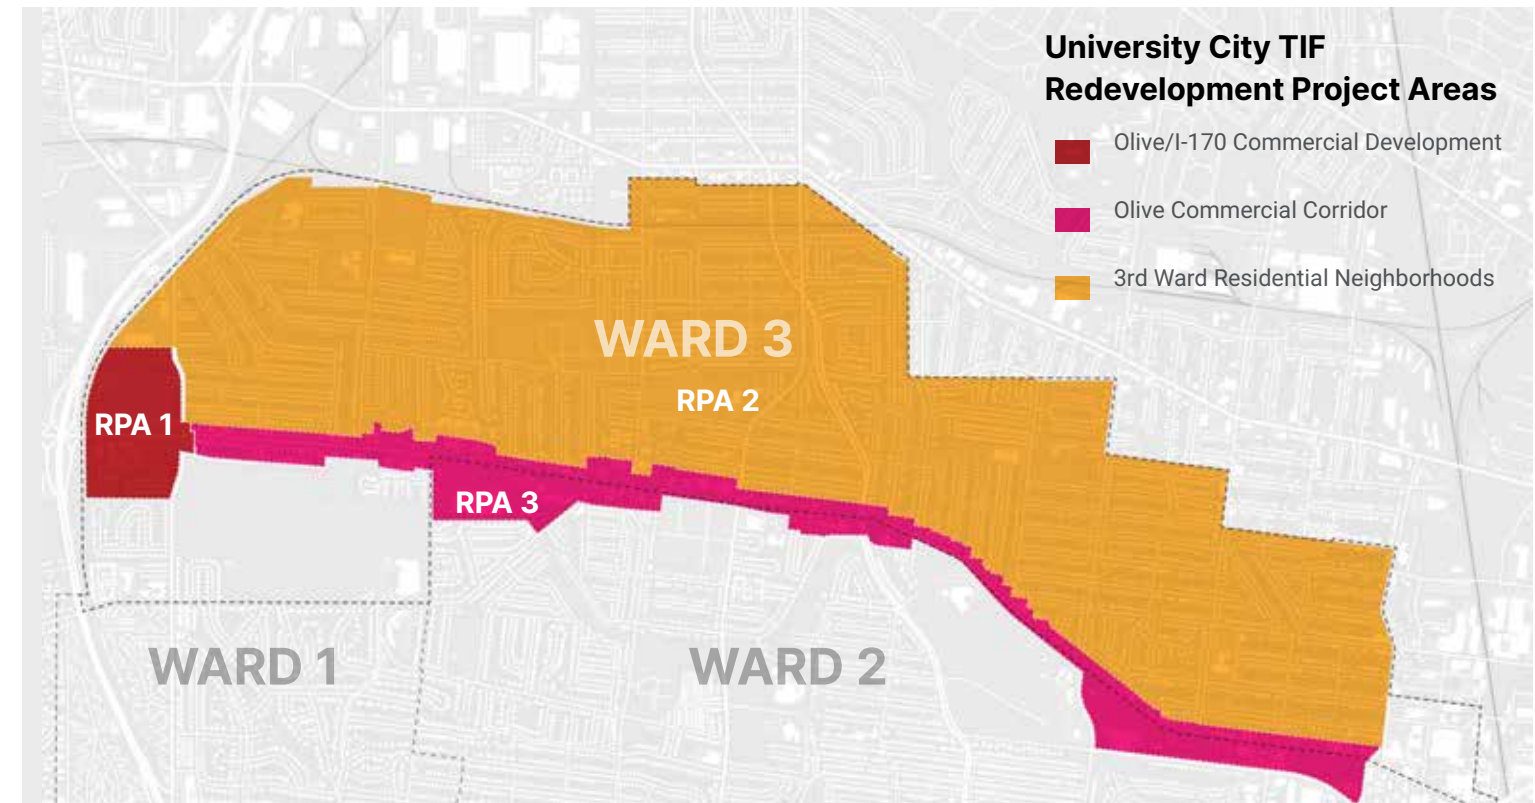 University City TIF
Redevelopment Project Areas
Olive/I-170 Commercial Development
Olive Commercial Corridor
3rd Ward Residential Neighborhoods
WARD 3
RPA 2
RPA 1
RPA 3
WARD 1
WARD 2